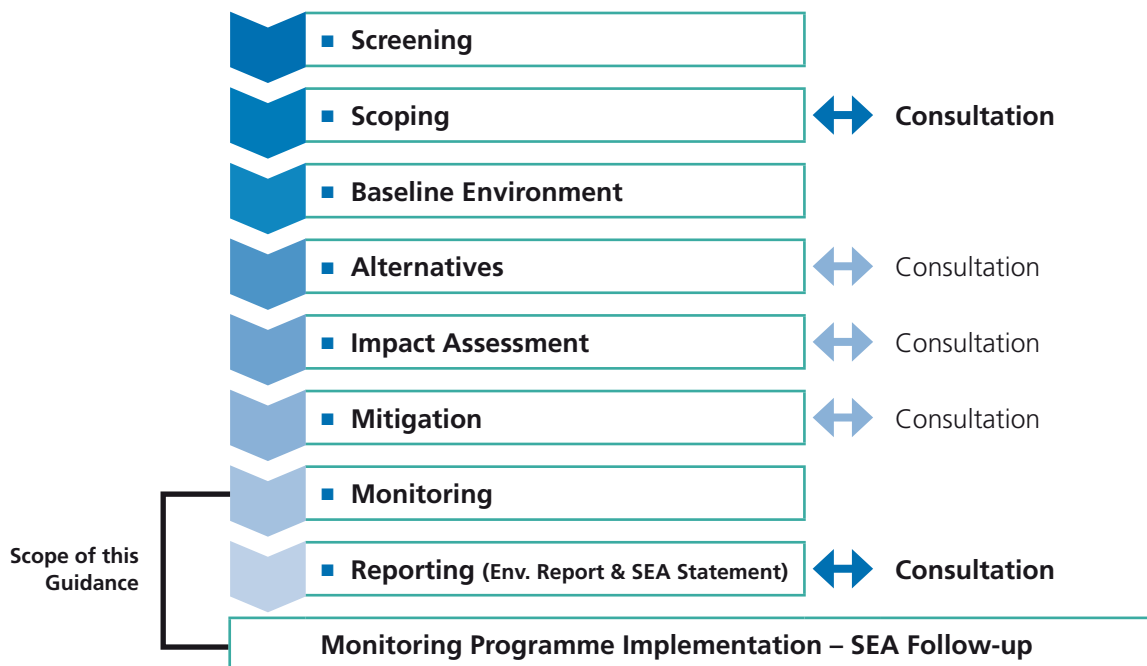 Screening
Scoping
Consultation
Baseline Environment
Alternatives
Consultation
Impact Assessment
Consultation
Mitigation
Consultation
Monitoring
Scope of this
Guidance
Reporting (Env. Report & SEA Statement)
Consultation
Monitoring Programme Implementation – SEA Follow-up